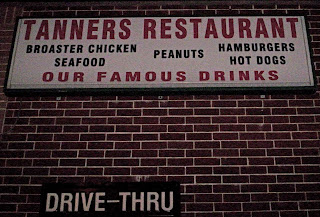 TANNERS RESTAURANT
BROASTER CHICKEN PEANUTS HAMBURGERS
SEAFOOD HOT DOGS
OUR FAMOUS DRINKS
DRIVE-THRU